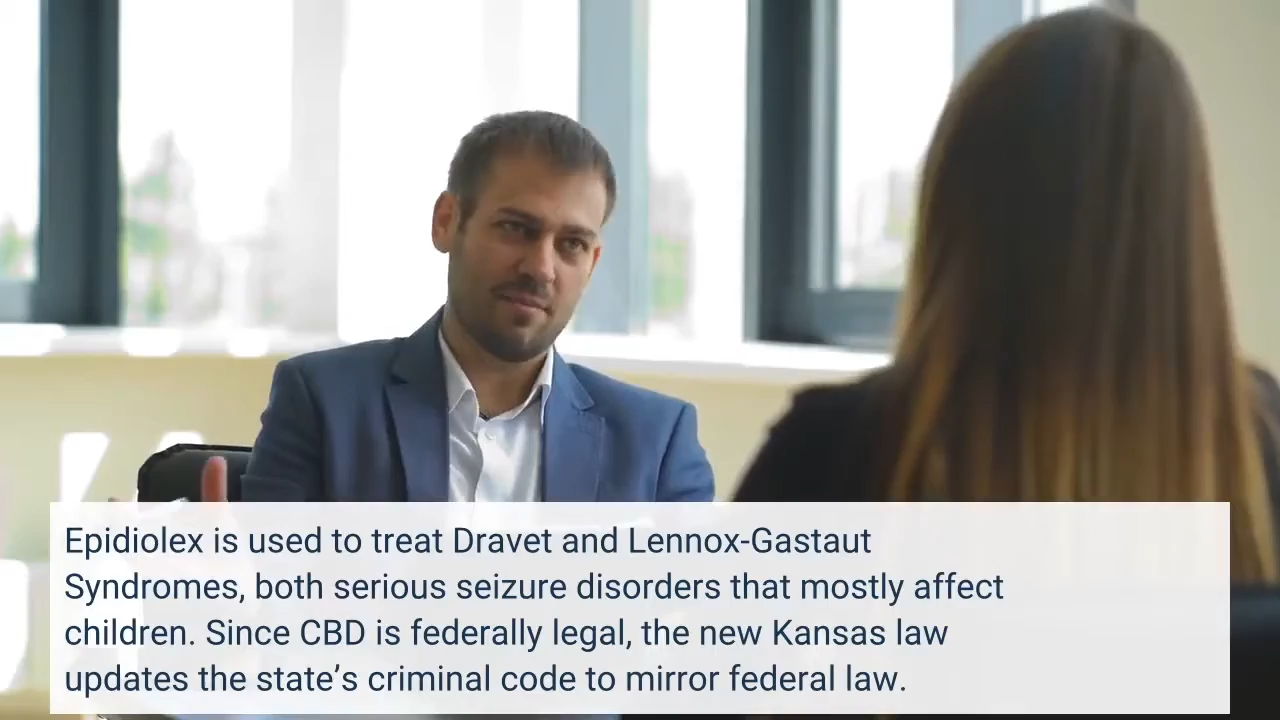 Epidiolex is used to treat Dravet and Lennox-Gastaut
Syndromes, both serious seizure disorders that mostly affect
children. Since CBD is federally legal, the new Kansas law
updates the state’s criminal code to mirror federal law.